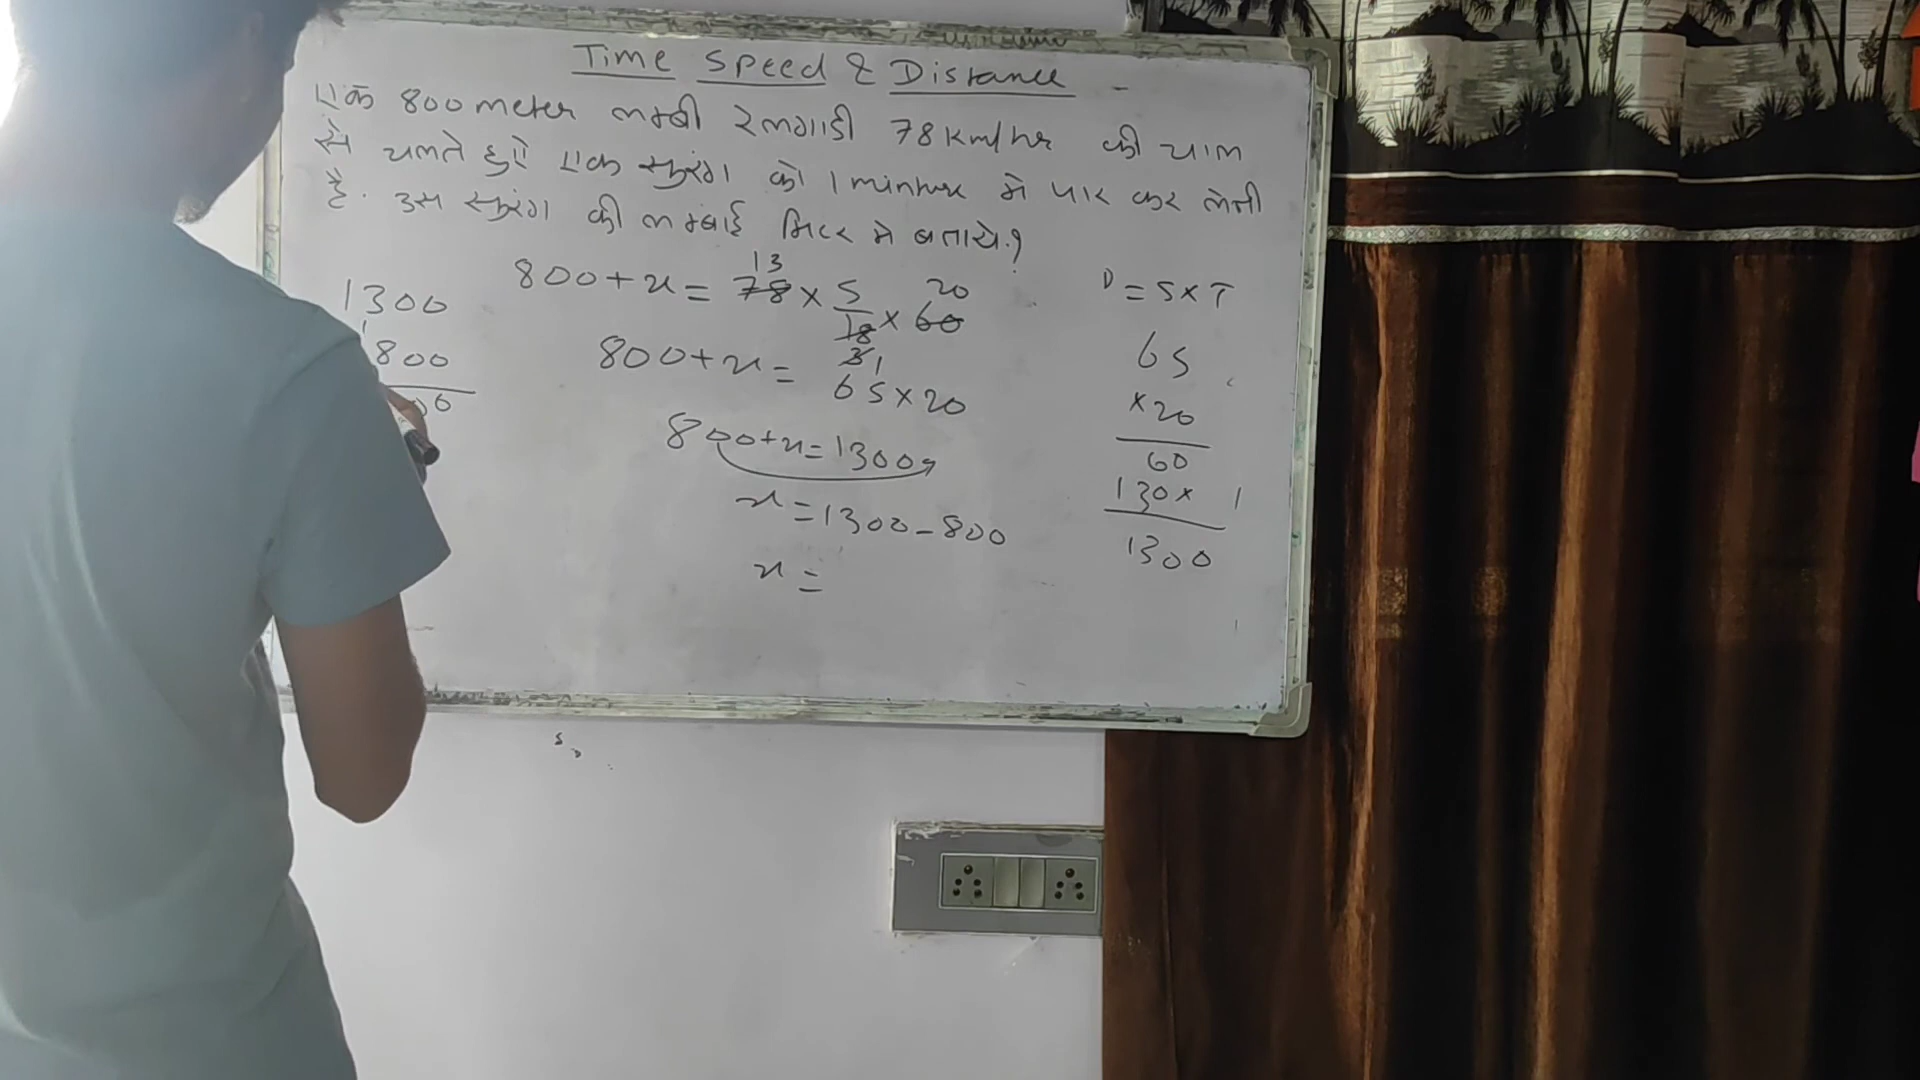 Time Speed & Distance
एक 800 meter लम्बी रेलगाडी 78 km/hr की चाल
से चलते हुऐ एक सुरंग को 1 मे पार कर लेती
है. उस सुरंग की लम्बाई मिटर मे बताये.?
800+x = 78 13 × 5/18 3 1 × 60 20
800+x = 65×20
800+x=1300
x=1300-800
x =
D = S×T
65
×20
60
130×
1300
1300
800